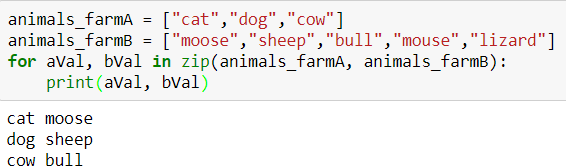 animals_farmA = ["cat","dog","cow"]
animals_farmB = ["moose","sheep","bull","mouse","lizard"]
for aVal, bVal in zip(animals_farmA, animals_farmB):
    print(aVal, bVal)
cat moose
dog sheep
cow bull